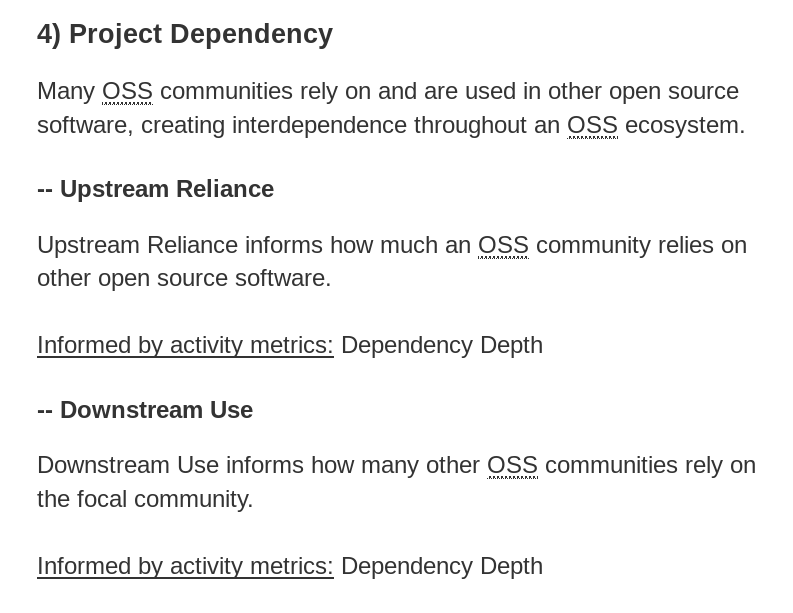 4) Project Dependency
Many OSS communities rely on and are used in other open source
software, creating interdependence throughout an OSS ecosystem.
-- Upstream Reliance
Upstream Reliance informs how much an OSS community relies on
other open source software.
Informed by activity metrics: Dependency Depth
-- Downstream Use
Downstream Use informs how many other OSS communities rely on
the focal community.
Informed by activity metrics: Dependency Depth